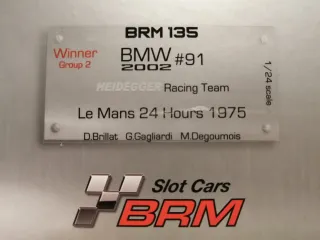 BRM 135
Winner
Group 2
BMW #91
2002
1/24 scale
HEIDEGGER Racing Team
Le Mans 24 Hours 1975
D.Brillat G.Gagliardi M.Degoumois
Slot Cars
BRM